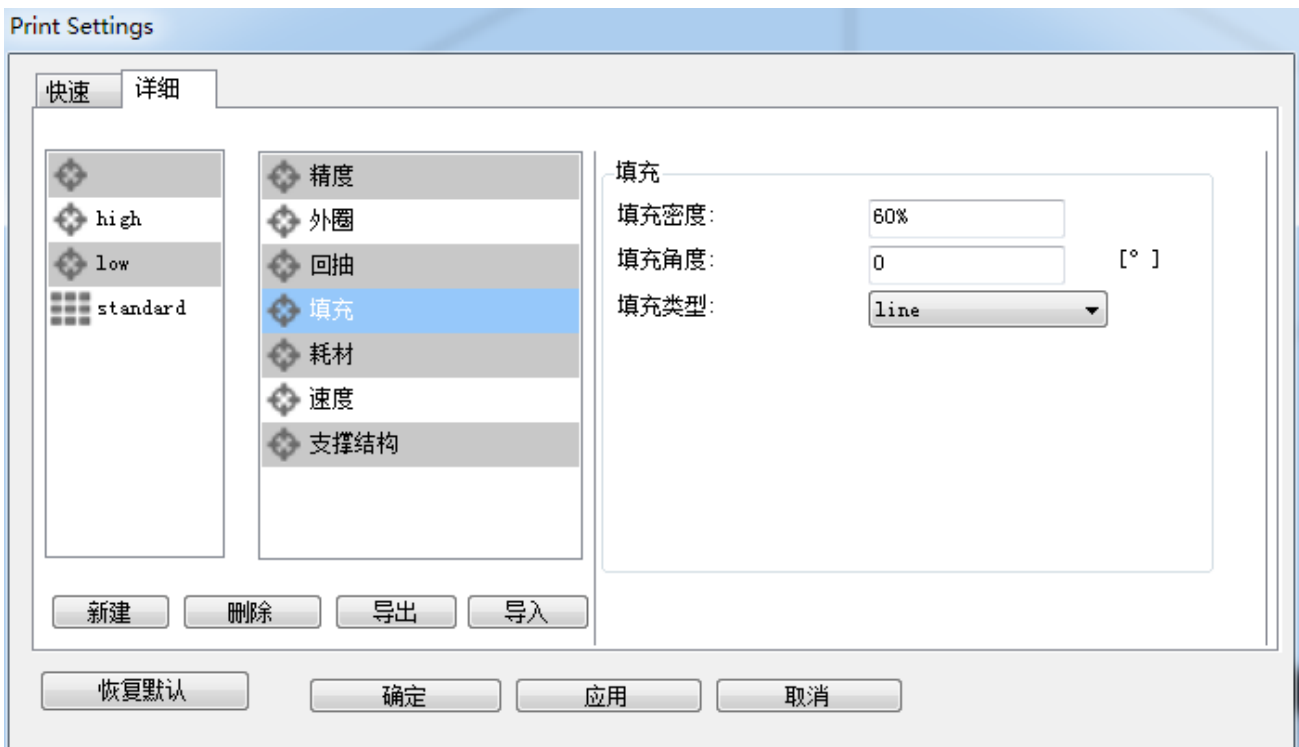 Print Settings
快速
详细
high
low
standard
精度
外圈
回抽
填充
耗材
速度
支撑结构
填充
填充密度: 60%
填充角度: 0 [° ]
填充类型: line
新建 删除 导出 导入
恢复默认 确定 应用 取消